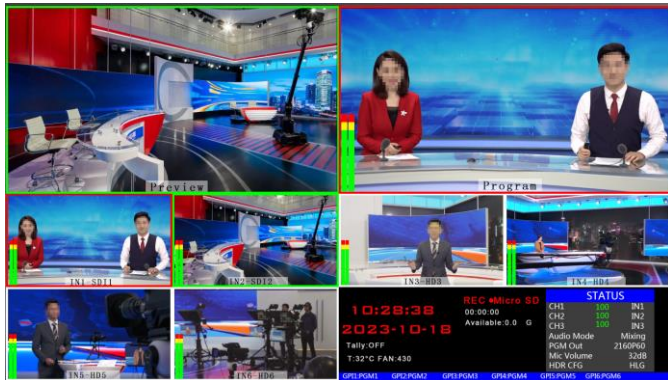 Preview
Program
IN1-SDI1
IN2-SDI2
IN3-HD3
IN4-HD4
IN5-HD5
IN6-HD6
10:28:38
2023-10-18
REC Micro SD
00:00:00
Available:0.0 G
Tally:OFF
T:32°C FAN:430
STATUS
CH1 100 IN1
CH2 100 IN2
CH3 100 IN3
Audio Mode Mixing
PGM Out 2160P60
Mic Volume 32dB
HDR CFG HLG
GPI1:PGM1 GPI2:PGM2 GPI3:PGM3 GPI4:PGM4 GPI5:PGM5 GPI6:PGM6